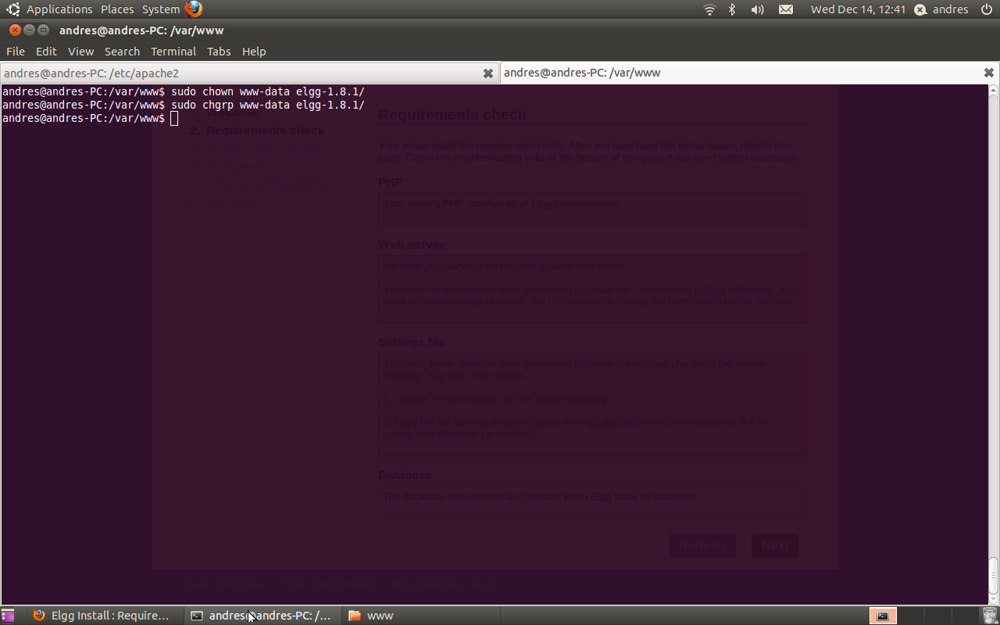 Applications Places System Wed Dec 14, 12:41 andres
andres@andres-PC: /var/www
File Edit View Search Terminal Tabs Help
andres@andres-PC: /etc/apache2 andres@andres-PC: /var/www
andres@andres-PC:/var/www$ sudo chown www-data elgg-1.8.1/
andres@andres-PC:/var/www$ sudo chgrp www-data elgg-1.8.1/
andres@andres-PC:/var/www$
1. Welcome
2. Requirements check
Requirements check
Your server failed the requirements check. After you have fixed the below issues, refresh this
page. Check the troubleshooting links at the bottom of this page if you need further assistance.
PHP
Your server's PHP satisfies all of Elgg's requirements.
Web server
We think your server is running the Apache web server.
Your web server does not have permission to create the .htaccess file in Elgg's directory. You
need to manually copy htaccess_dist to .htaccess or change the permissions on the directory.
Settings file
Your web server does not have permission to create the settings.php file in the engine
directory. You have two choices:
1. Change the permissions on the engine directory
2. Copy the file settings.example.php to settings.php and follow the instructions in it for
setting your database parameters.
Database
The database requirements are checked when Elgg loads its database.
Refresh Next
Install instructions Install troubleshooting Elgg community forums
Elgg Install : Require... andres@andres-PC: /... www